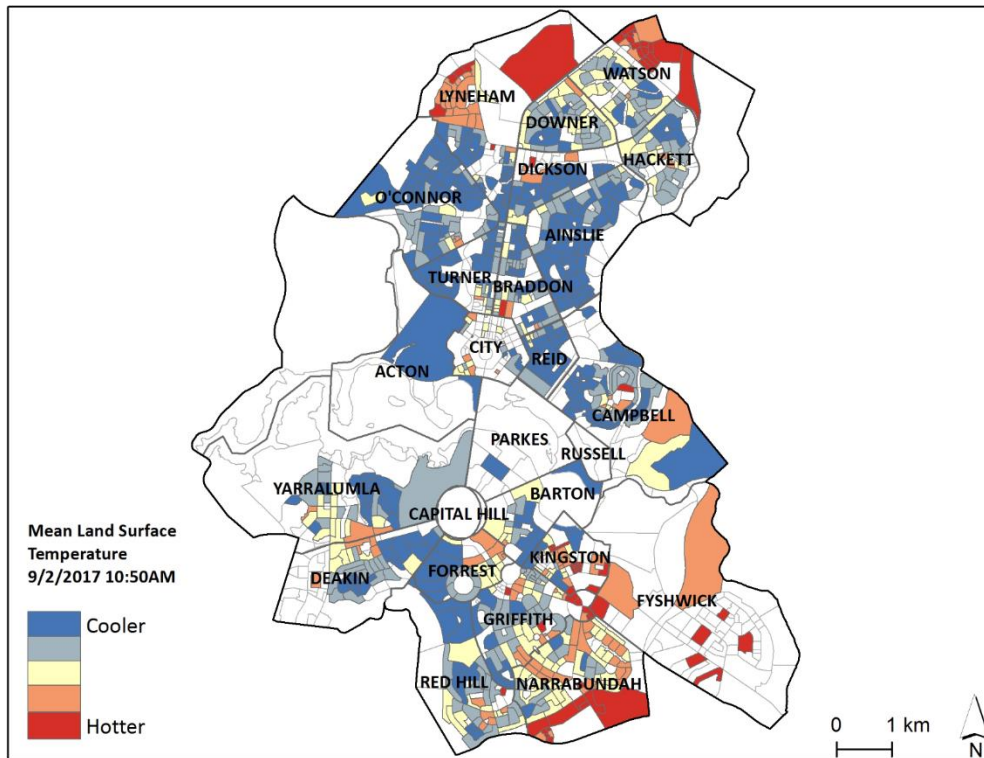 WATSON
LYNEHAM
DOWNER
HACKETT
DICKSON
O'CONNOR
AINSLIE
TURNER
BRADDON
CITY
REID
ACTON
CAMPBELL
PARKES
RUSSELL
YARRALUMLA
BARTON
CAPITAL HILL
Mean Land Surface
Temperature
9/2/2017 10:50AM
KINGSTON
DEAKIN
FORREST
FYSHWICK
GRIFFITH
Cooler
RED HILL
NARRABUNDAH
Hotter
0 1 km
N